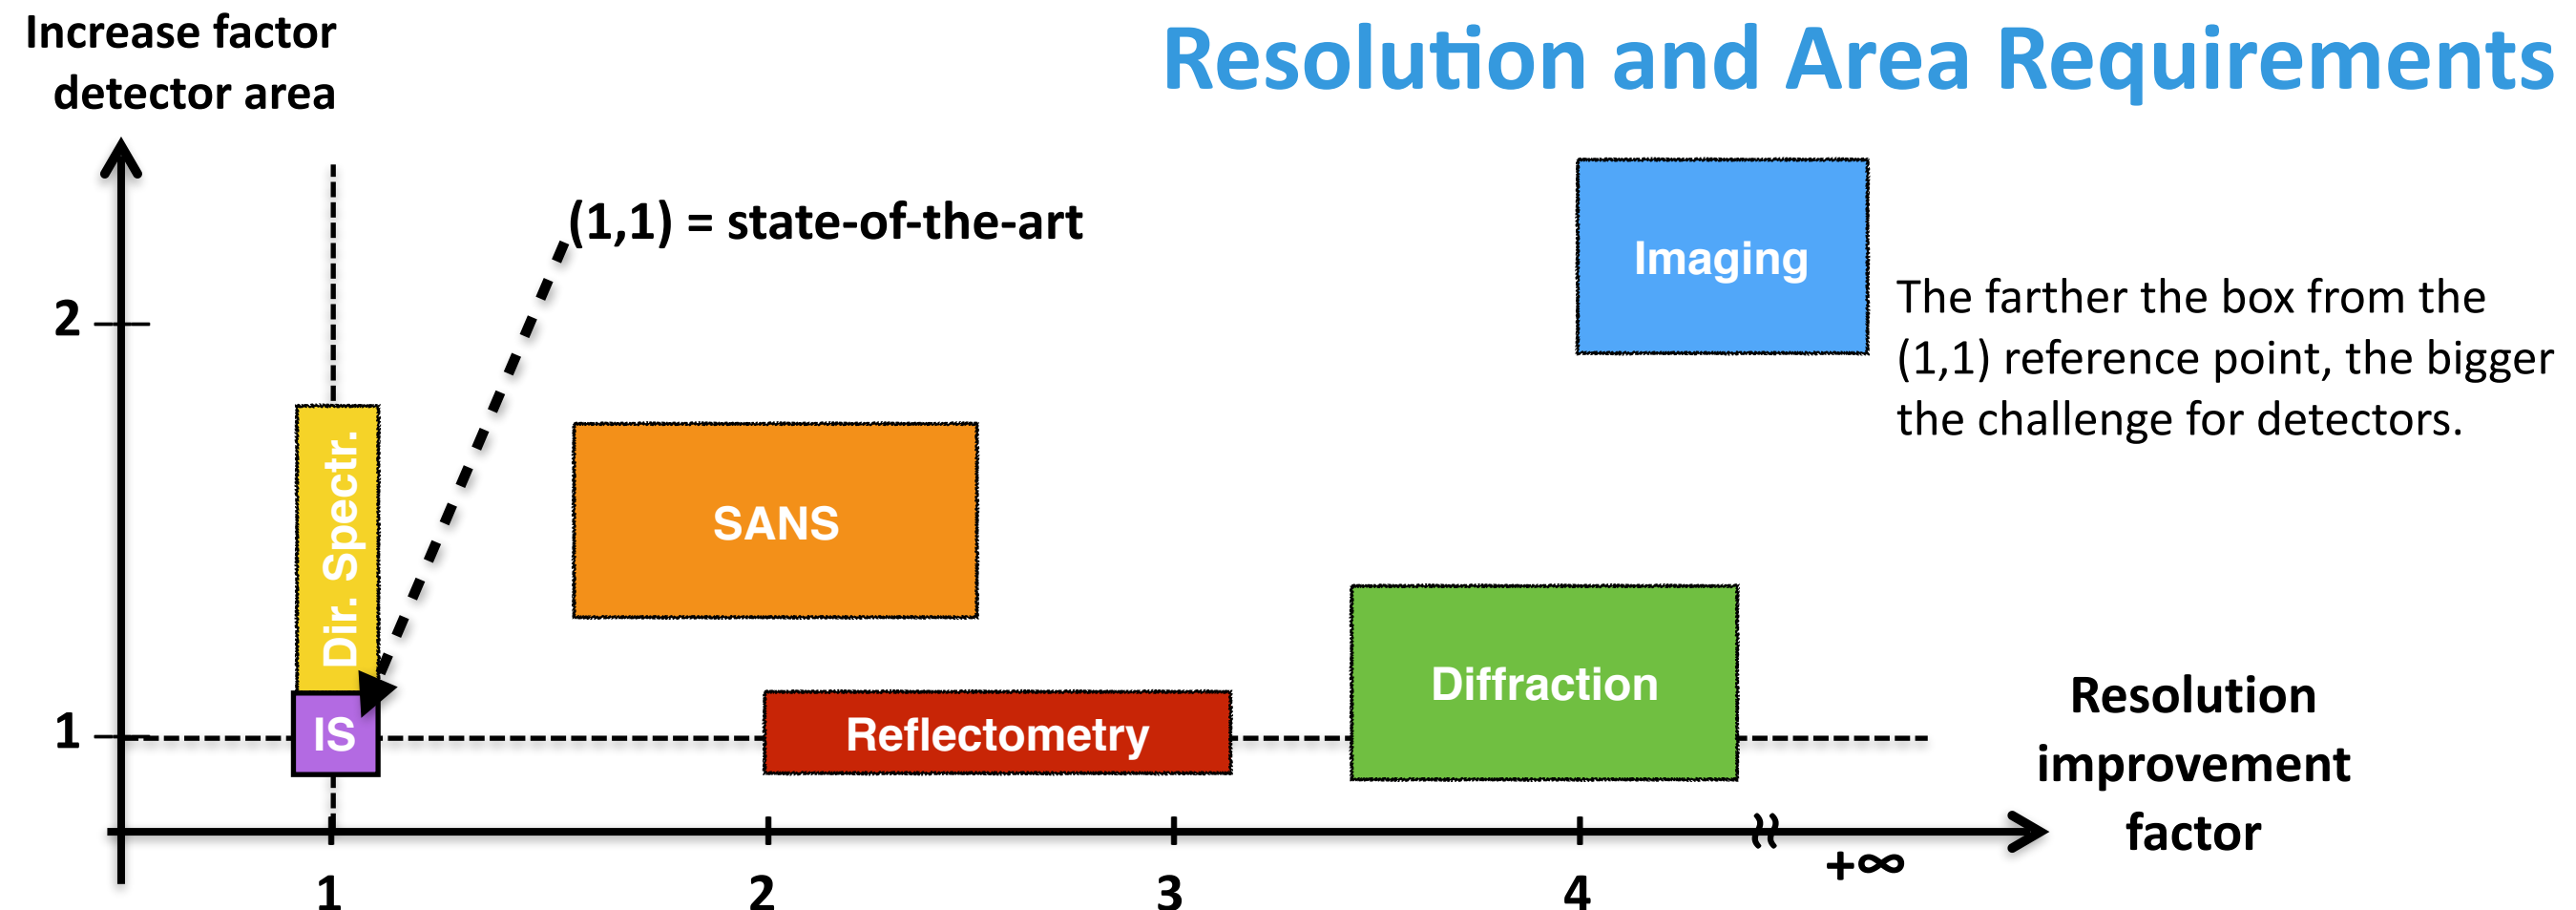 Increase factor
detector area
Resolution and Area Requirements
(1,1) = state-of-the-art
Imaging
The farther the box from the
(1,1) reference point, the bigger
the challenge for detectors.
2
Dir. Spectr.
SANS
Diffraction
1
IS
Reflectometry
Resolution
improvement
factor
+∞
1 2 3 4